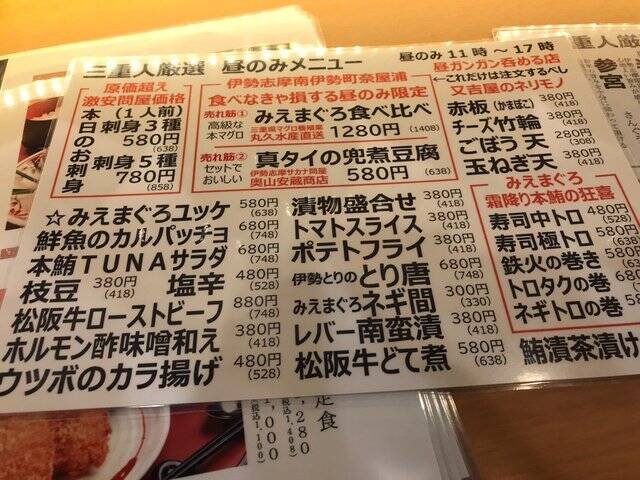 三重人厳選 昼のみメニュー 昼のみ11時～17時
原価超え
激安問屋価格
本日のお刺身
(1人前)
刺身3種
580円
(638)
お刺身5種
780円
(858)
伊勢志摩南伊勢町奈屋浦
食べなきゃ損する昼のみ限定
売れ筋①
高級な
本マグロ
みえまぐろ食べ比べ
三重県マグロ養殖業
丸久水産直送
1280円 (1408)
売れ筋②
セットで
おいしい
真タイの兜煮豆腐
伊勢志摩サカナ問屋
奥山安蔵商店
580円 (638)
昼ガンガン呑める店
←これだけは注文するべし
又吉屋のネリモノ
赤板(かまぼこ) 380円 (418)
チーズ竹輪 380円 (418)
ごぼう天 280円 (308)
玉ねぎ天 380円 (418)
みえまぐろ
霜降り本鮪の狂喜
寿司中トロ 480円 (528)
寿司極トロ
鉄火の巻き
トロタクの巻
ネギトロの巻
☆みえまぐろユッケ 580円 (638)
鮮魚のカルパッチョ 680円 (748)
本鮪TUNAサラダ 680円 (748)
枝豆 380円 (418) 塩辛 480円 (528)
松阪牛ローストビーフ 880円 (748)
ホルモン酢味噌和え 380円 (418)
ウツボのカラ揚げ 480円 (528)
漬物盛合せ 380円 (418)
トマトスライス 380円 (418)
ポテトフライ 380円 (418)
伊勢とりのとり唐 680円 (748)
みえまぐろネギ間 300円 (330)
レバー南蛮漬 380円 (418)
松阪牛どて煮 580円 (638)
鮪漬茶漬け
重人厳選
参宮
定食